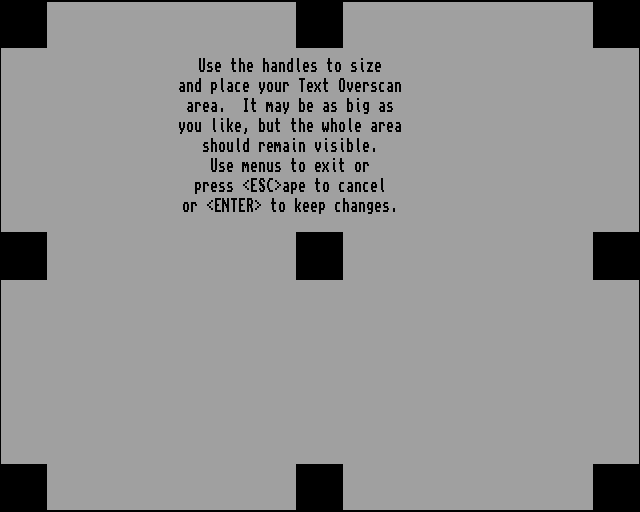 Use the handles to size
and place your Text Overscan
area.  It may be as big as
you like, but the whole area
should remain visible.
Use menus to exit or
press <ESC>ape to cancel
or <ENTER> to keep changes.